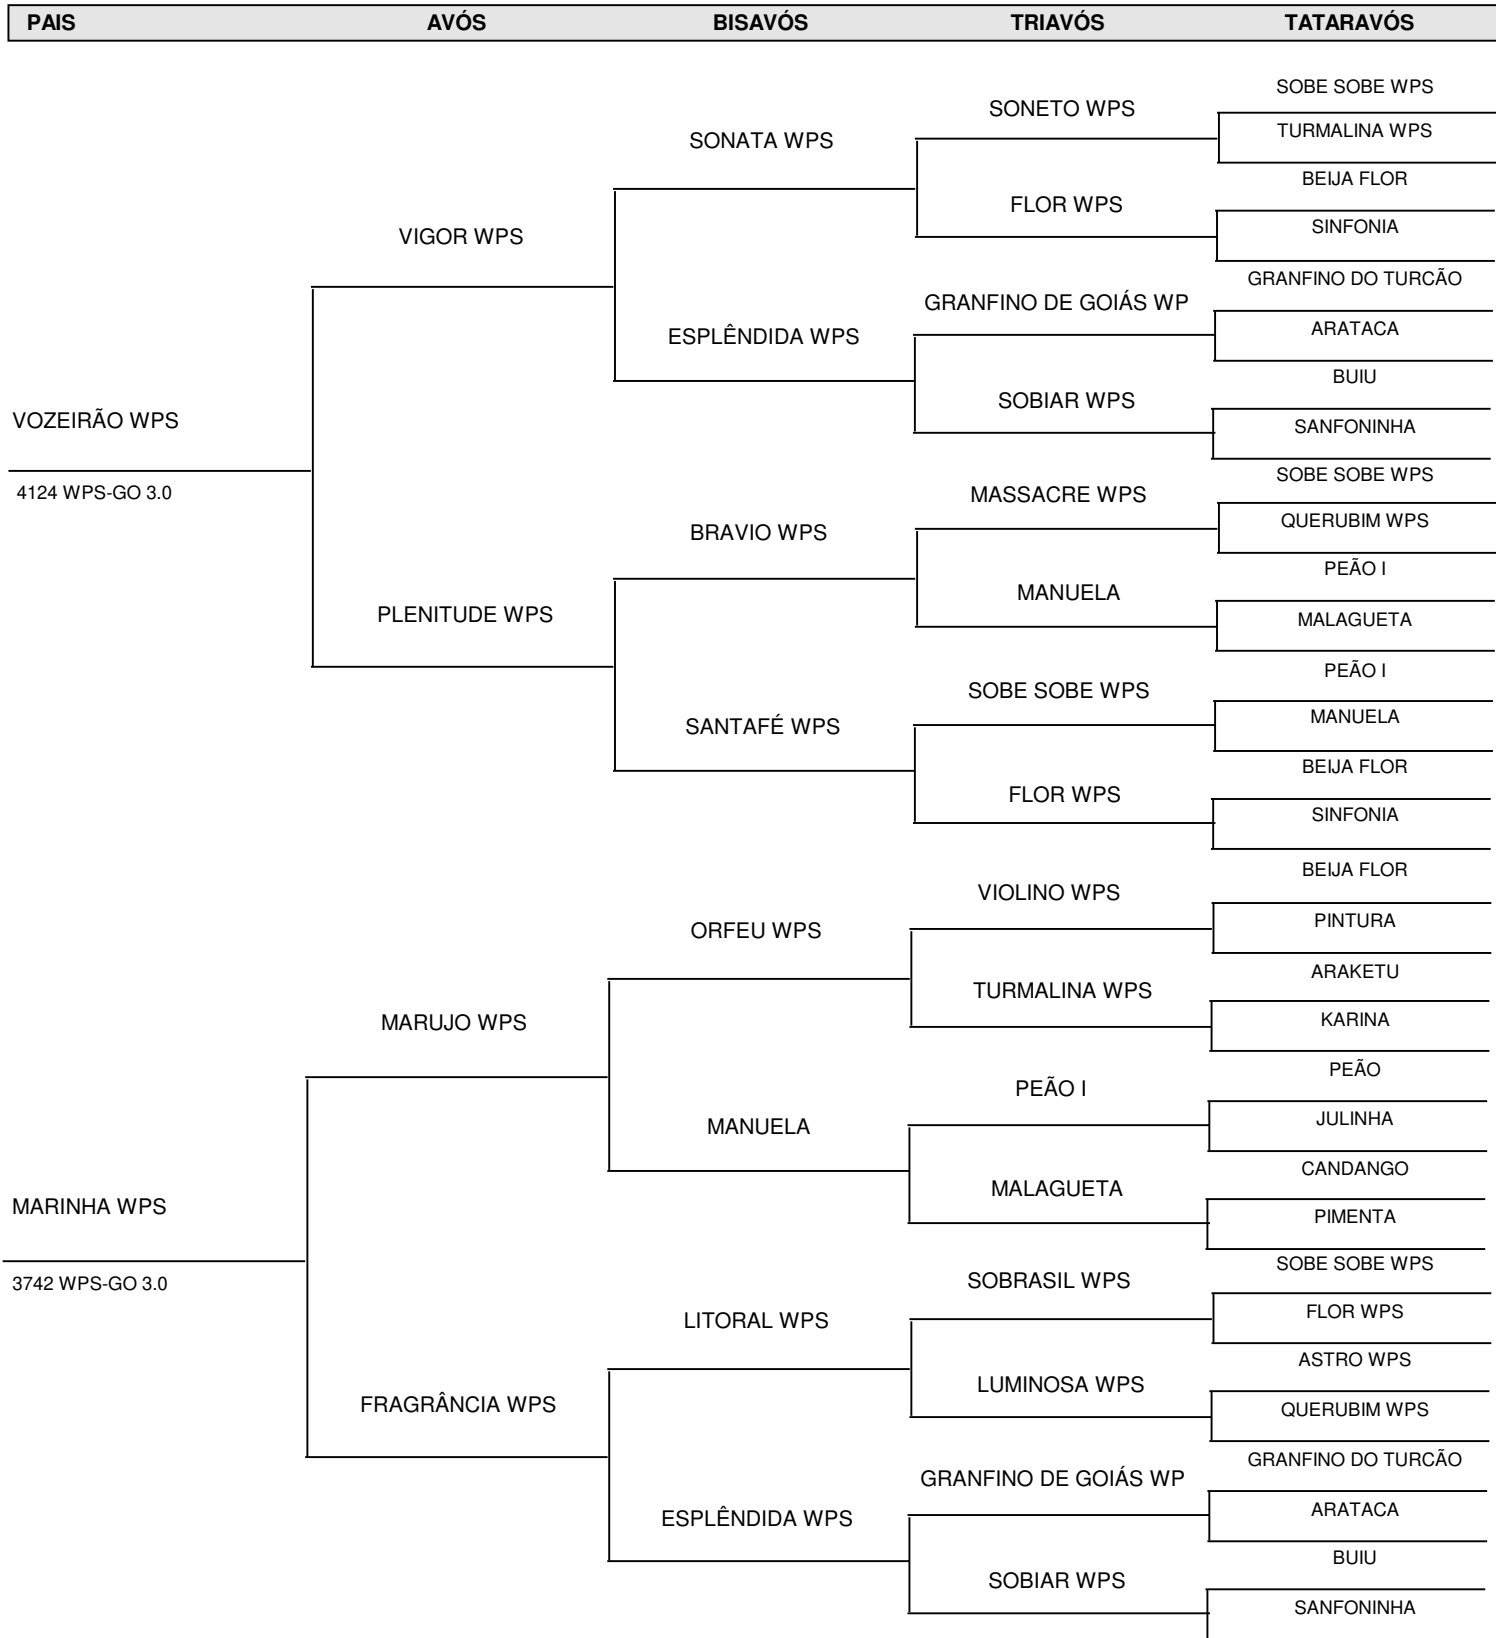 PAIS AVÓS BISAVÓS TRIAVÓS TATARAVÓS
SOBE SOBE WPS
SONETO WPS
TURMALINA WPS
SONATA WPS
BEIJA FLOR
FLOR WPS
SINFONIA
VIGOR WPS
GRANFINO DO TURCÃO
GRANFINO DE GOIÁS WP
ARATACA
ESPLÊNDIDA WPS
BUIU
SOBIAR WPS
VOZEIRÃO WPS
SANFONINHA
SOBE SOBE WPS
4124 WPS-GO 3.0
MASSACRE WPS
QUERUBIM WPS
BRAVIO WPS
PEÃO I
MANUELA
PLENITUDE WPS
MALAGUETA
PEÃO I
SOBE SOBE WPS
MANUELA
SANTAFÉ WPS
BEIJA FLOR
FLOR WPS
SINFONIA
BEIJA FLOR
VIOLINO WPS
PINTURA
ORFEU WPS
ARAKETU
TURMALINA WPS
MARUJO WPS
KARINA
PEÃO
PEÃO I
JULINHA
MANUELA
CANDANGO
MALAGUETA
MARINHA WPS
PIMENTA
SOBE SOBE WPS
3742 WPS-GO 3.0
SOBRASIL WPS
FLOR WPS
LITORAL WPS
ASTRO WPS
LUMINOSA WPS
FRAGRÂNCIA WPS
QUERUBIM WPS
GRANFINO DO TURCÃO
GRANFINO DE GOIÁS WP
ARATACA
ESPLÊNDIDA WPS
BUIU
SOBIAR WPS
SANFONINHA